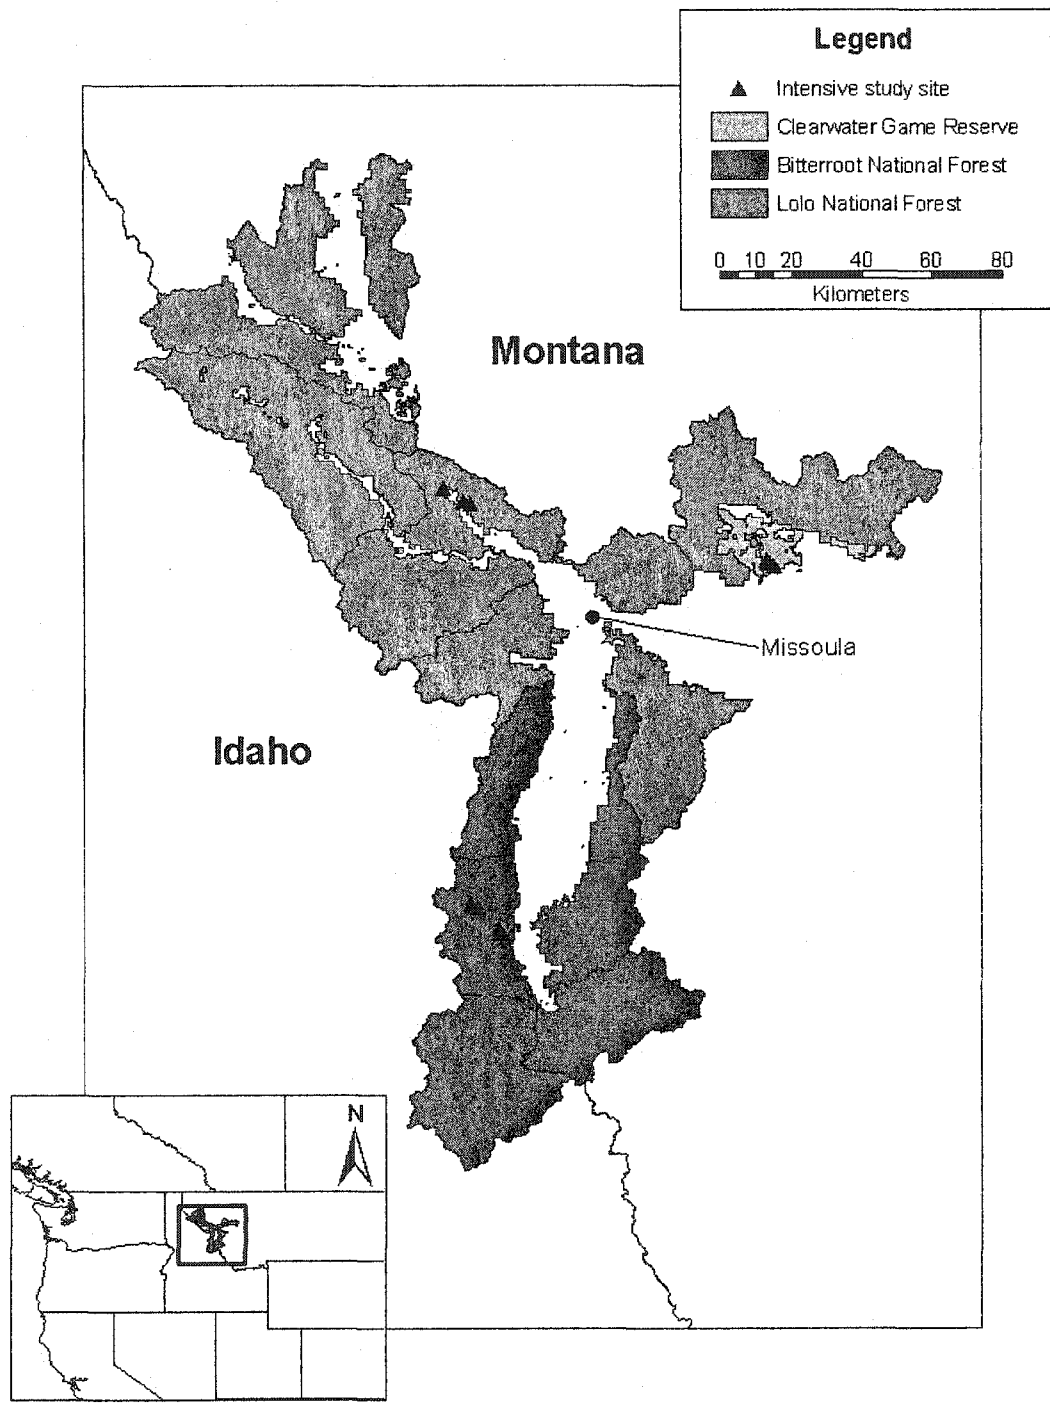 Legend
Intensive study site
Clearwater Game Reserve
Bitterroot National Forest
Lolo National Forest
0 10 20 40 60 80
Kilometers
Montana
Missoula
Idaho
N